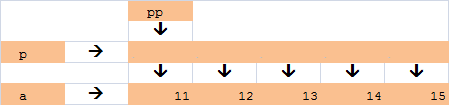 pp
🡫
p 🡪
🡫 🡫 🡫 🡫 🡫
a 🡪 11 12 13 14 15